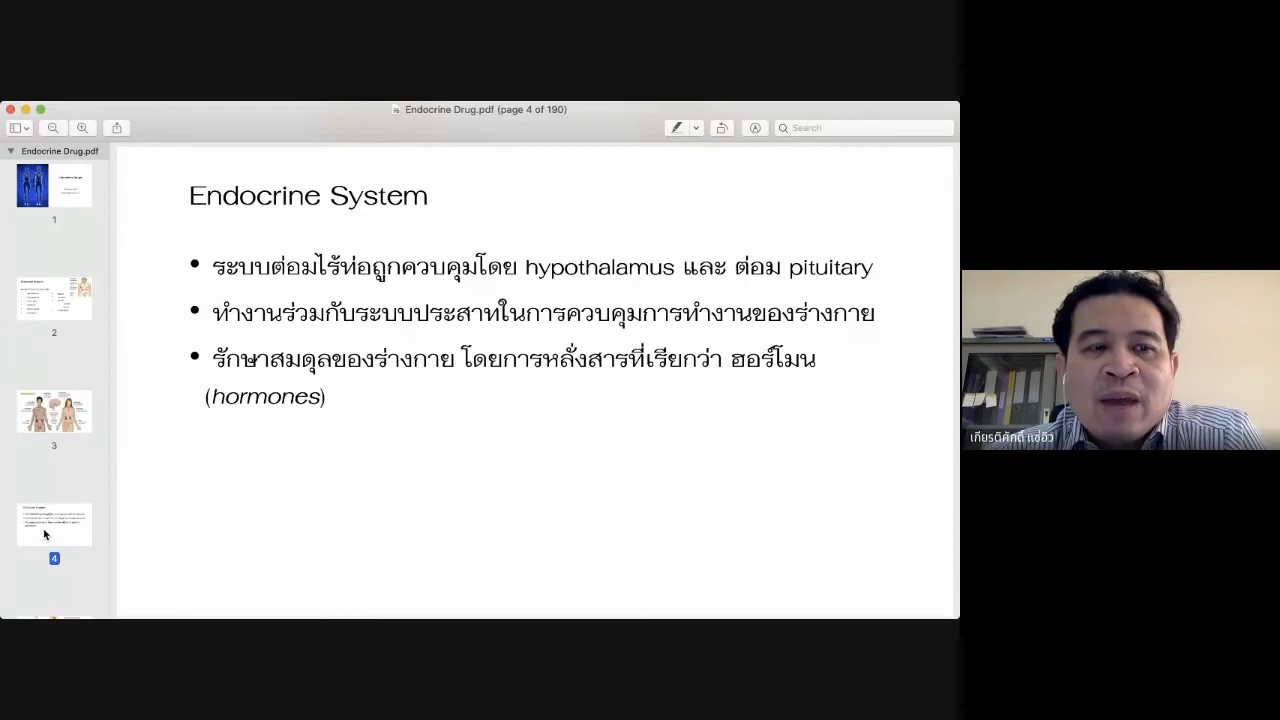 Endocrine Drug.pdf (page 4 of 190)
Search
Endocrine Drug.pdf
1
2
3
4
Endocrine System
• ระบบต่อมไร้ท่อถูกควบคุมโดย hypothalamus และ ต่อม pituitary
• ทำงานร่วมกับระบบประสาทในการควบคุมการทำงานของร่างกาย
• รักษาสมดุลของร่างกาย โดยการหลั่งสารที่เรียกว่า ฮอร์โมน
(hormones)
เกียรติศักดิ์ แซ่อิว